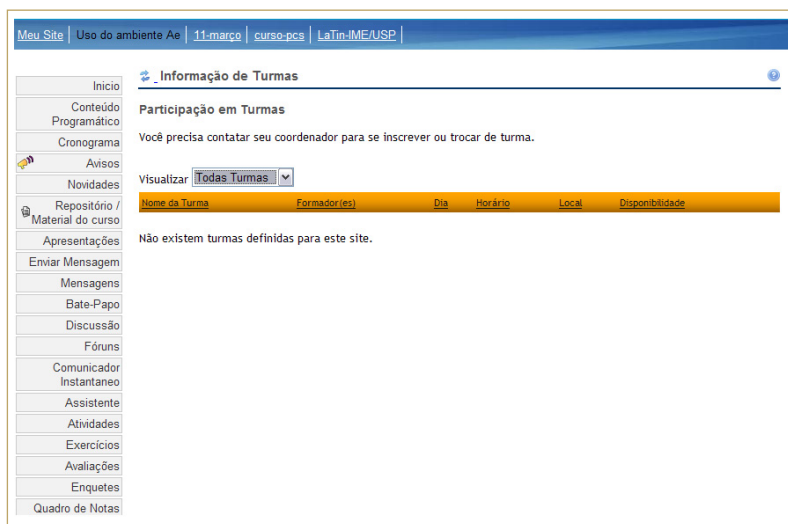 Meu Site | Uso do ambiente Ae | 11-março | curso-pcs | LaTin-IME/USP |
Informação de Turmas
Participação em Turmas
Você precisa contatar seu coordenador para se inscrever ou trocar de turma.
Visualizar Todas Turmas
Nome da Turma Formador(es) Dia Horário Local Disponibilidade
Não existem turmas definidas para este site.
Inicio
Conteúdo
Programático
Cronograma
Avisos
Novidades
Repositório /
Material do curso
Apresentações
Enviar Mensagem
Mensagens
Bate-Papo
Discussão
Fóruns
Comunicador
Instantaneo
Assistente
Atividades
Exercícios
Avaliações
Enquetes
Quadro de Notas